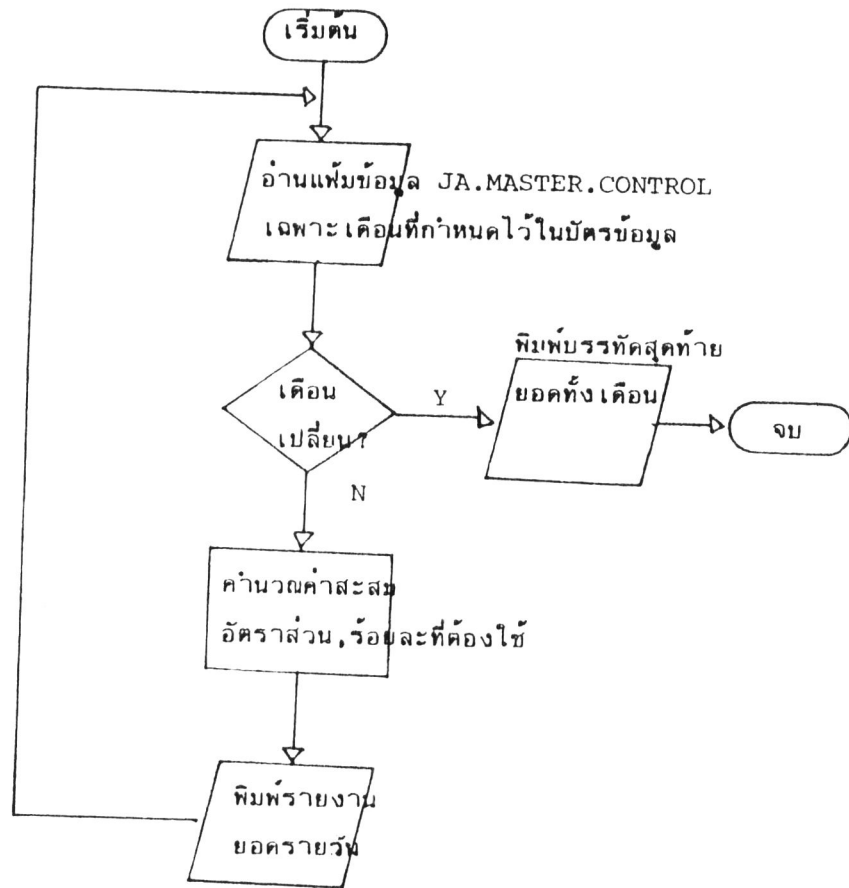 เริ่มต้น
อ่านแฟ้มข้อมูล JA.MASTER.CONTROL
เฉพาะเดือนที่กำหนดไว้ในบัตรข้อมูล
เดือน
เปลี่ยน?
Y
พิมพ์บรรทัดสุดท้าย
ยอดทั้งเดือน
จบ
N
คำนวณค่าสะสม
อัตราส่วน,ร้อยละที่ต้องใช้
พิมพ์รายงาน
ยอดรายวัน